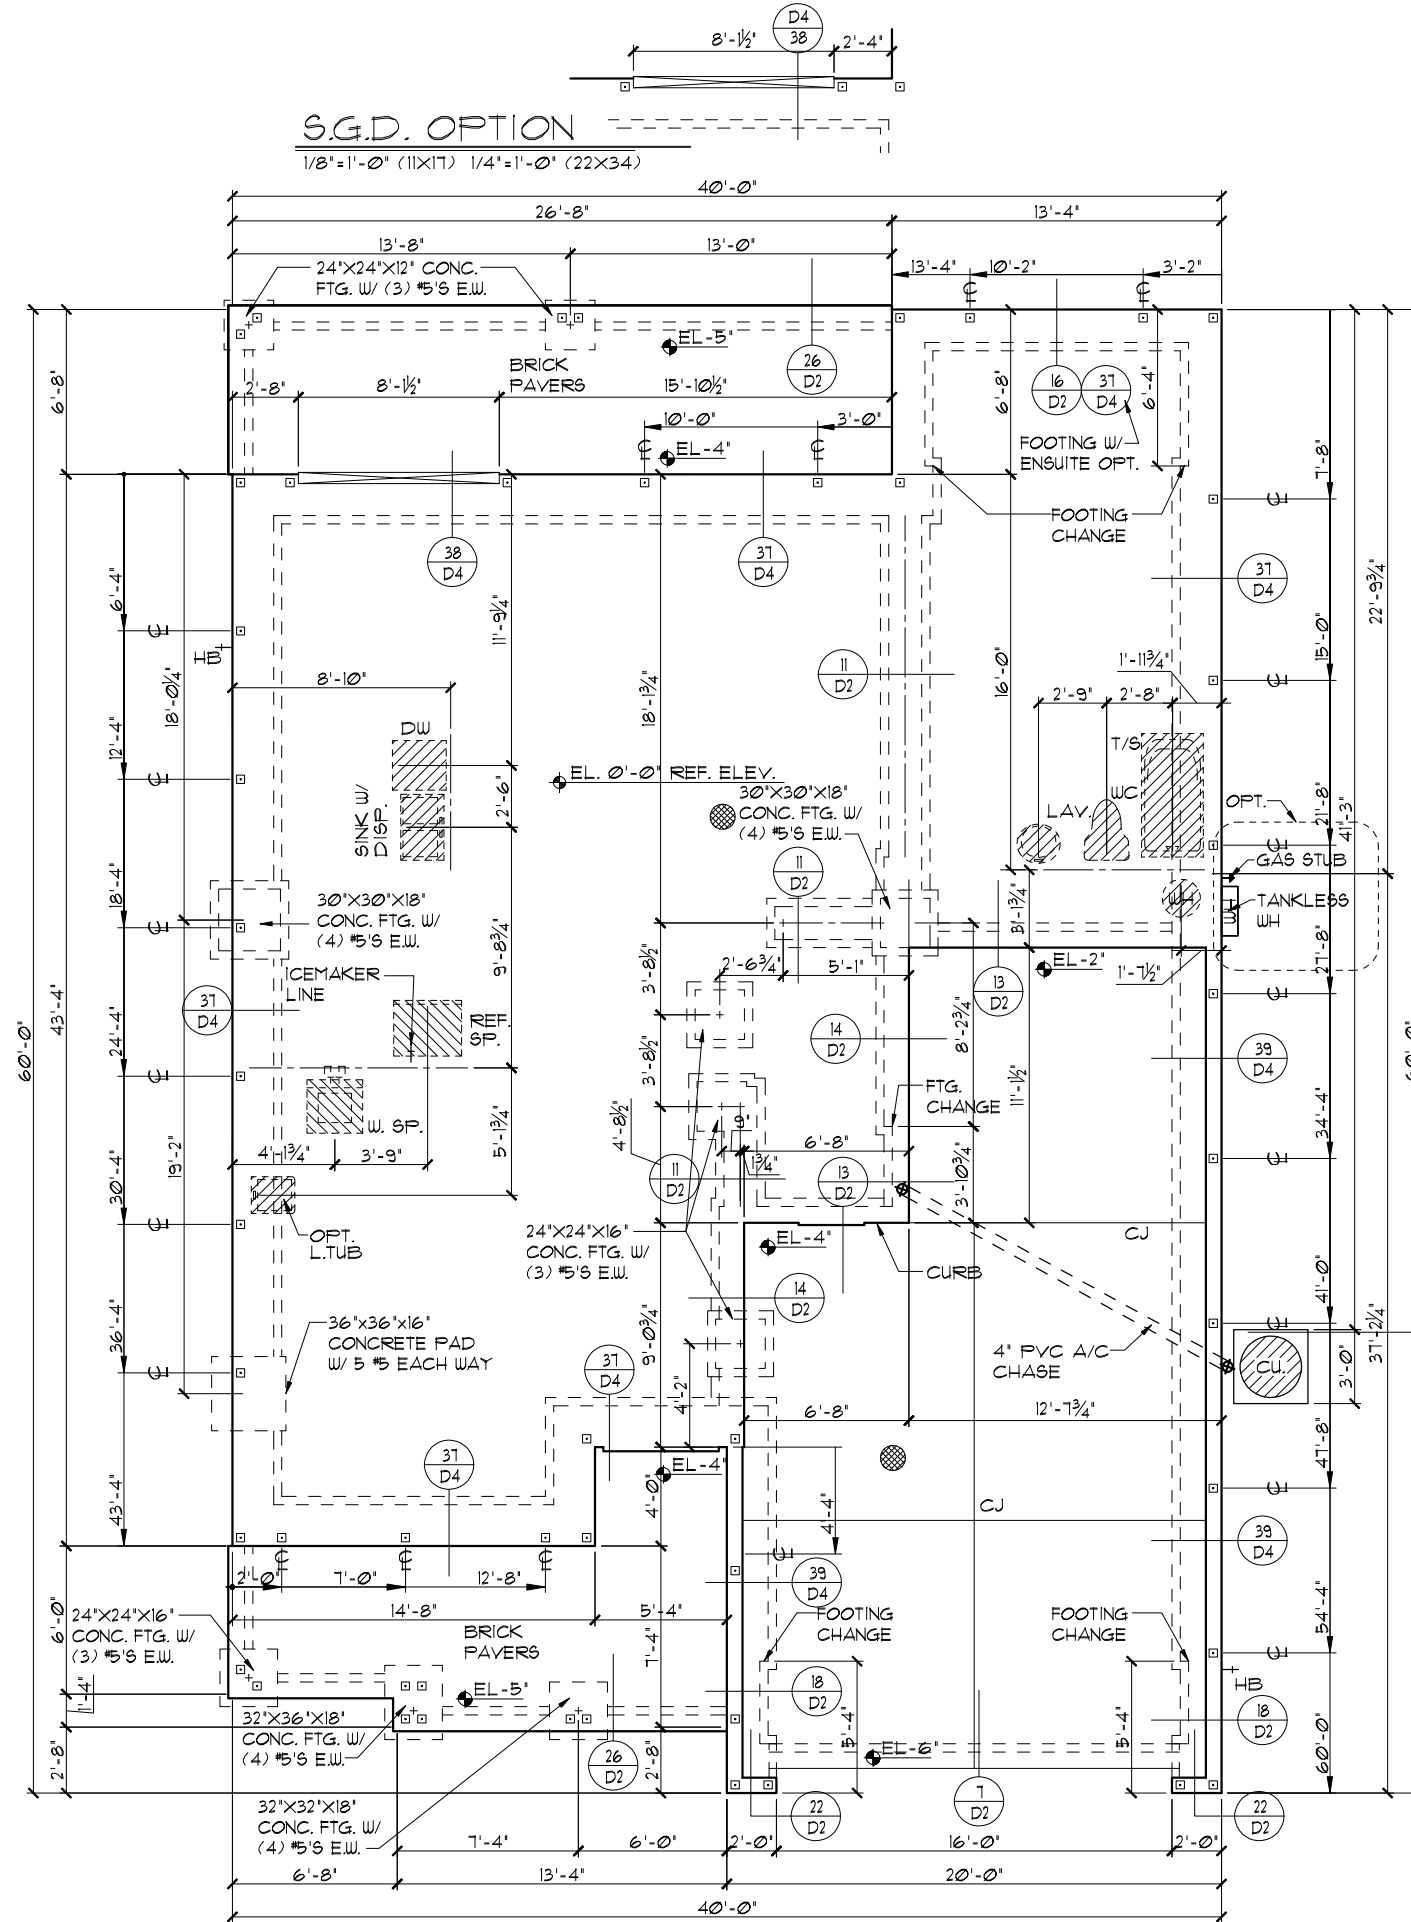 D4
38
8'-1½"
2'-4"
S.G.D. OPTION
1/8"=1'-0" (11X17) 1/4"=1'-0" (22X34)
40'-0"
26'-8"
13'-4"
13'-8"
13'-0"
24"X24"X12" CONC.
FTG. W/ (3) #5'S E.W.
13'-4"
10'-2"
3'-2"
EL-5"
BRICK
PAVERS
26
D2
2'-8"
8'-1½"
15'-10½"
6'-8"
6'-8"
16
D2
37
D4
6'-4"
10'-0"
3'-0"
EL-4"
FOOTING W/
ENSUITE OPT.
7'-8"
FOOTING
CHANGE
38
D4
37
D4
37
D4
22'-9¾"
6'-4"
11'-9¼"
HB
18'-0¼"
8'-10"
18'-1¾"
11
D2
16'-0"
1'-11¾"
15'-0"
2'-9"
2'-8"
12'-4"
DW
T/S
EL. 0'-0" REF. ELEV.
2'-6"
SINK W/
DISP.
30"X30"X18"
CONC. FTG. W/
(4) #5'S E.W.
WC
LAV.
OPT.
21'-8"
41'-3"
11
D2
GAS STUB
18'-4"
30"X30"X18"
CONC. FTG. W/
(4) #5'S E.W.
WH
WH
TANKLESS
WH
9'-8¾"
3'-1¾"
3'-8½"
2'-6¾"
5'-1"
EL-2"
1'-7½"
27'-8"
ICEMAKER
LINE
13
D2
37
D4
43'-4"
60'-0"
24'-4"
REF.
SP.
3'-8½"
14
D2
8'-2¾"
39
D4
11'-1½"
FTG.
CHANGE
W. SP.
4'-8½"
9"
34'-4"
5'-1¾"
6'-8"
4'-1¾"
3'-9"
1¾"
19'-2"
30'-4"
11
D2
13
D2
3'-10¾"
OPT.
L.TUB
24"X24"X16"
CONC. FTG. W/
(3) #5'S E.W.
EL-4"
CJ
CURB
41'-0"
14
D2
36"x36"x16"
CONCRETE PAD
W/ 5 #5 EACH WAY
36'-4"
9'-0¾"
4" PVC A/C
CHASE
C.U.
3'-0"
37'-2¼"
37
D4
4'-2"
6'-8"
12'-7¾"
37
D4
EL-4"
47'-8"
43'-4"
4'-0"
4'-4"
CJ
39
D4
2'-0"
7'-0"
12'-8"
39
D4
14'-8"
5'-4"
6'-0"
24"X24"X16"
CONC. FTG. W/
(3) #5'S E.W.
BRICK
PAVERS
7'-4"
FOOTING
CHANGE
FOOTING
CHANGE
54'-4"
1'-4"
EL-5"
18
D2
HB
18
D2
32"X36"X18"
CONC. FTG. W/
(4) #5'S E.W.
26
D2
5'-4"
EL-6"
5'-4"
2'-8"
2'-8"
60'-0"
32"X32"X18"
CONC. FTG. W/
(4) #5'S E.W.
22
D2
7
D2
22
D2
7'-4"
6'-0"
2'-0"
16'-0"
2'-0"
6'-8"
13'-4"
20'-0"
40'-0"